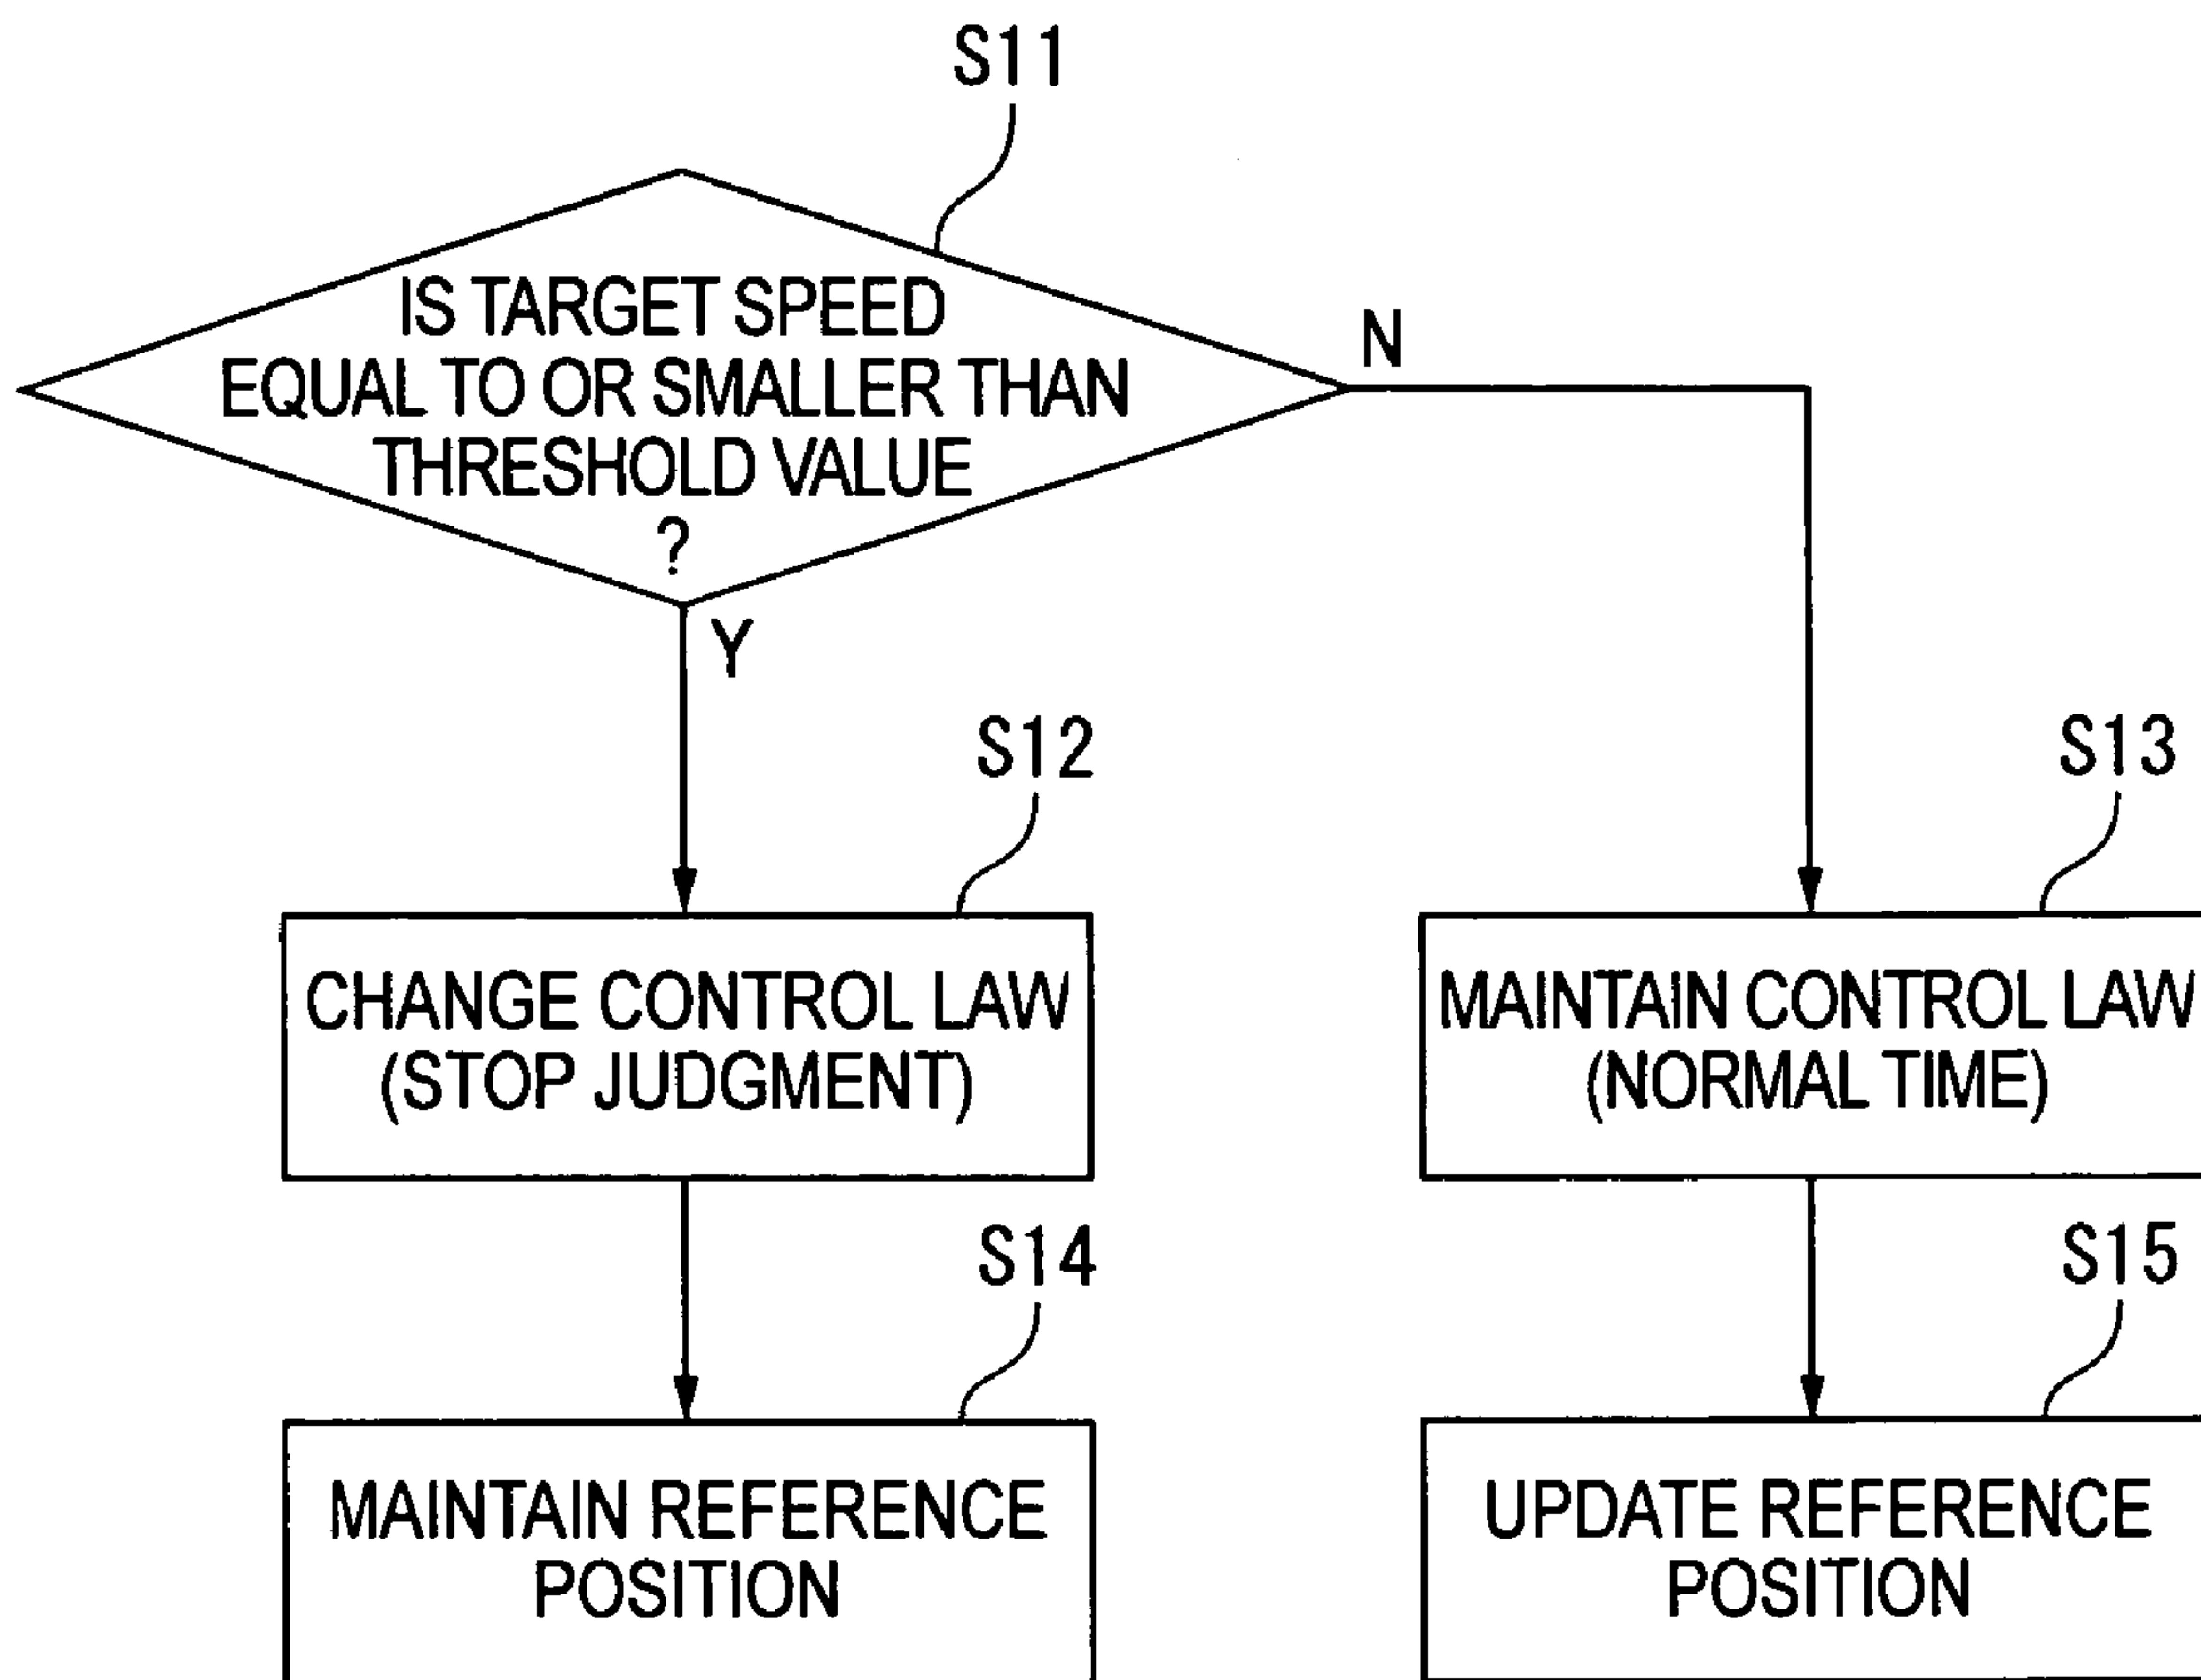 S11
IS TARGET SPEED
EQUAL TO OR SMALLER THAN
THRESHOLD VALUE
?
N
Y
S12
S13
CHANGE CONTROL LAW
(STOP JUDGMENT)
MAINTAIN CONTROL LAW
(NORMAL TIME)
S14
S15
MAINTAIN REFERENCE
POSITION
UPDATE REFERENCE
POSITION